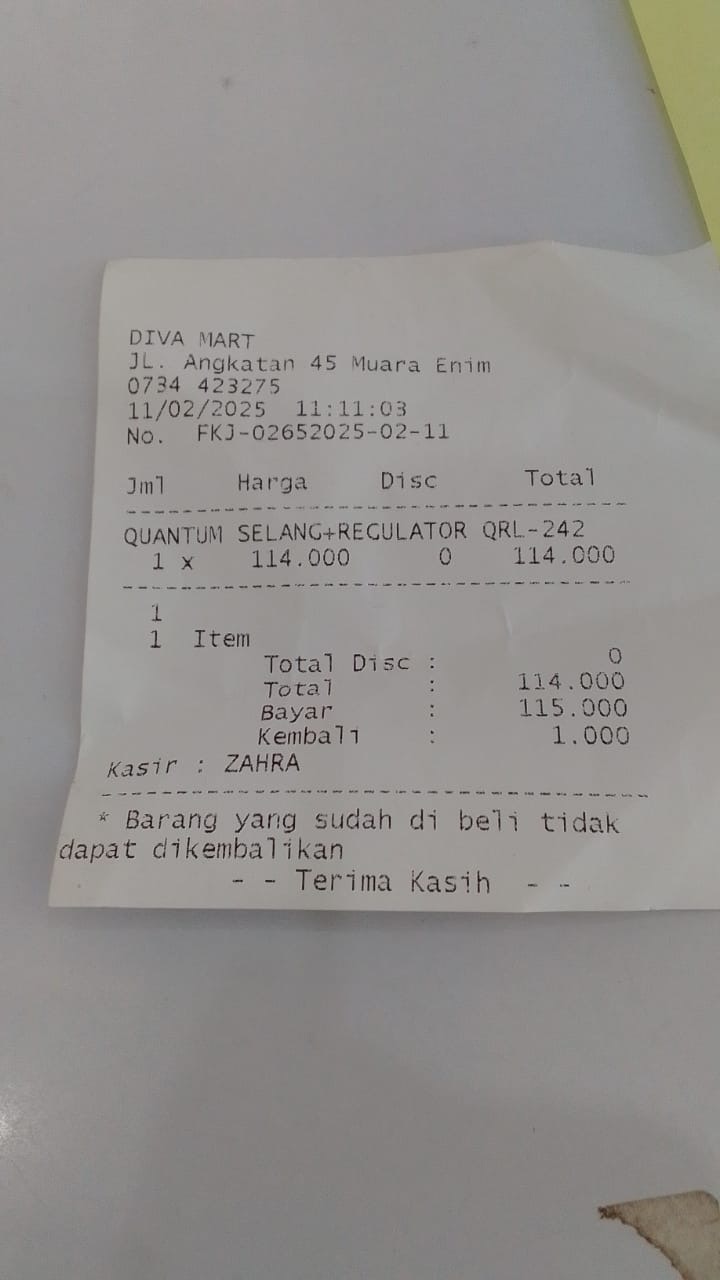 DIVA MART
JL. Angkatan 45 Muara Enim
0734 423275
11/02/2025 11:11:03
No. FKJ-02652025-02-11
Jml Harga Disc Total
QUANTUM SELANG+REGULATOR QRL-242
1 x 114.000 0 114.000
1
1 Item
Total Disc : 0
Total : 114.000
Bayar : 115.000
Kembali : 1.000
Kasir : ZAHRA
* Barang yang sudah di beli tidak
dapat dikembalikan
- - Terima Kasih - -